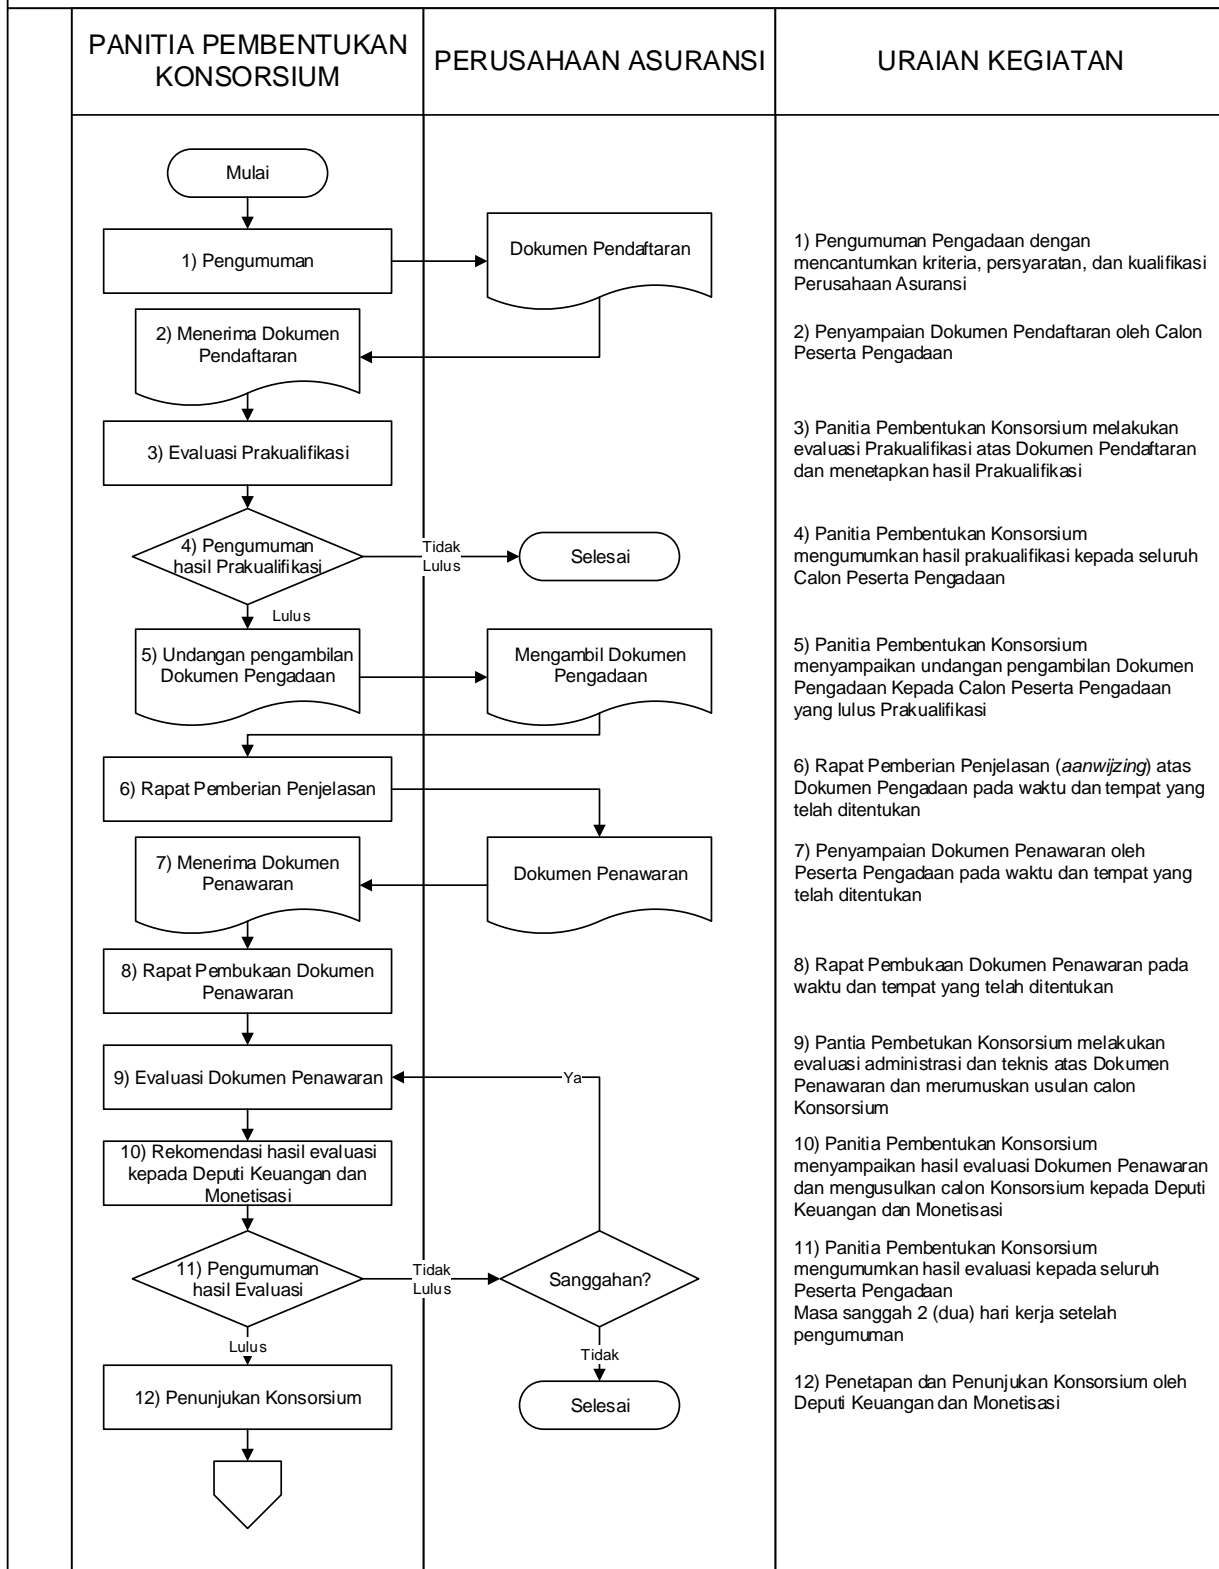 PANITIA PEMBENTUKAN
KONSORSIUM
PERUSAHAAN ASURANSI
URAIAN KEGIATAN
Mulai
1) Pengumuman
Dokumen Pendaftaran
1) Pengumuman Pengadaan dengan
mencantumkan kriteria, persyaratan, dan kualifikasi
Perusahaan Asuransi
2) Menerima Dokumen
Pendaftaran
2) Penyampaian Dokumen Pendaftaran oleh Calon
Peserta Pengadaan
3) Evaluasi Prakualifikasi
3) Panitia Pembentukan Konsorsium melakukan
evaluasi Prakualifikasi atas Dokumen Pendaftaran
dan menetapkan hasil Prakualifikasi
4) Pengumuman
hasil Prakualifikasi
Tidak
Lulus
Selesai
4) Panitia Pembentukan Konsorsium
mengumumkan hasil prakualifikasi kepada seluruh
Calon Peserta Pengadaan
Lulus
5) Undangan pengambilan
Dokumen Pengadaan
Mengambil Dokumen
Pengadaan
5) Panitia Pembentukan Konsorsium
menyampaikan undangan pengambilan Dokumen
Pengadaan Kepada Calon Peserta Pengadaan
yang lulus Prakualifikasi
6) Rapat Pemberian Penjelasan
6) Rapat Pemberian Penjelasan (aanwijzing) atas
Dokumen Pengadaan pada waktu dan tempat yang
telah ditentukan
7) Menerima Dokumen
Penawaran
Dokumen Penawaran
7) Penyampaian Dokumen Penawaran oleh
Peserta Pengadaan pada waktu dan tempat yang
telah ditentukan
8) Rapat Pembukaan Dokumen
Penawaran
8) Rapat Pembukaan Dokumen Penawaran pada
waktu dan tempat yang telah ditentukan
9) Evaluasi Dokumen Penawaran
Ya
9) Pantia Pembetukan Konsorsium melakukan
evaluasi administrasi dan teknis atas Dokumen
Penawaran dan merumuskan usulan calon
Konsorsium
10) Rekomendasi hasil evaluasi
kepada Deputi Keuangan dan
Monetisasi
10) Panitia Pembentukan Konsorsium
menyampaikan hasil evaluasi Dokumen Penawaran
dan mengusulkan calon Konsorsium kepada Deputi
Keuangan dan Monetisasi
11) Pengumuman
hasil Evaluasi
Tidak
Lulus
Sanggahan?
11) Panitia Pembentukan Konsorsium
mengumumkan hasil evaluasi kepada seluruh
Peserta Pengadaan
Masa sanggah 2 (dua) hari kerja setelah
pengumuman
Lulus
Tidak
12) Penunjukan Konsorsium
Selesai
12) Penetapan dan Penunjukan Konsorsium oleh
Deputi Keuangan dan Monetisasi